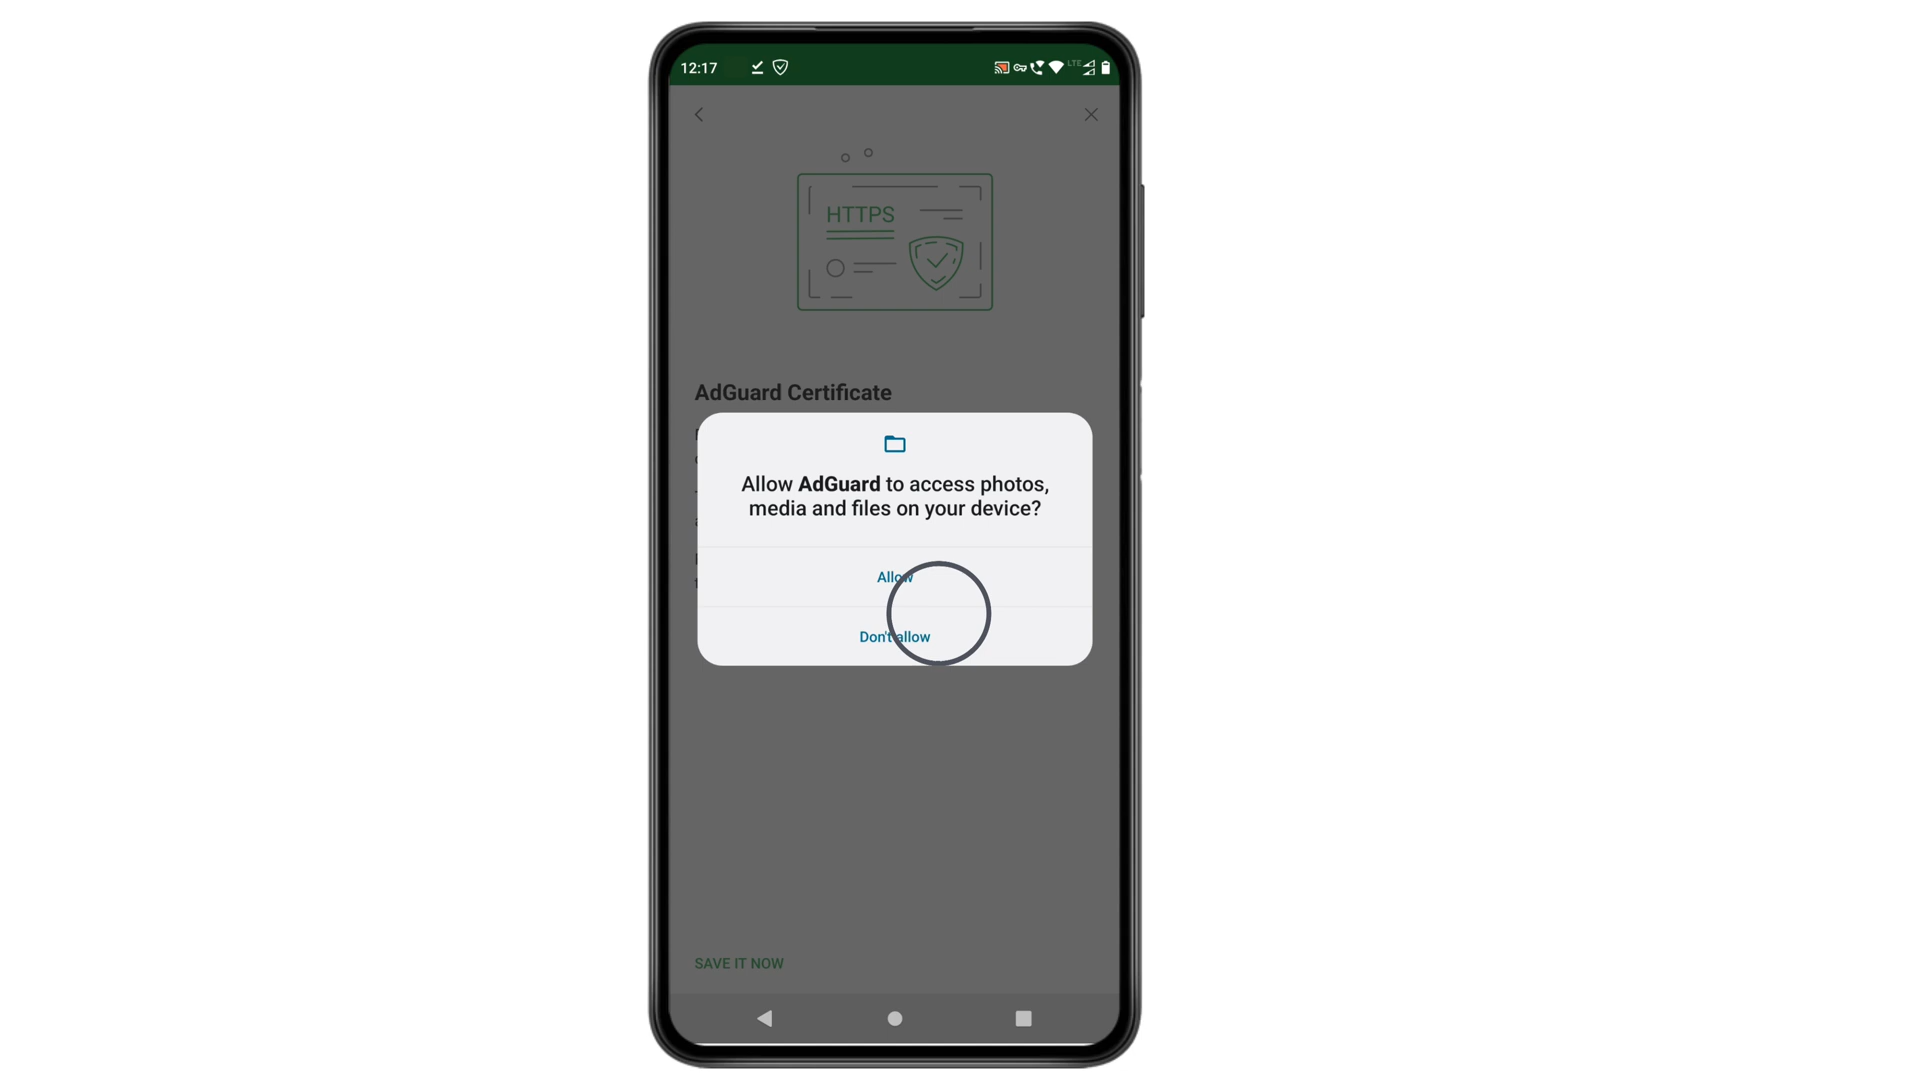 12:17
LTE
HTTPS
AdGuard Certificate
Allow AdGuard to access photos,
media and files on your device?
Allow
Don't allow
SAVE IT NOW